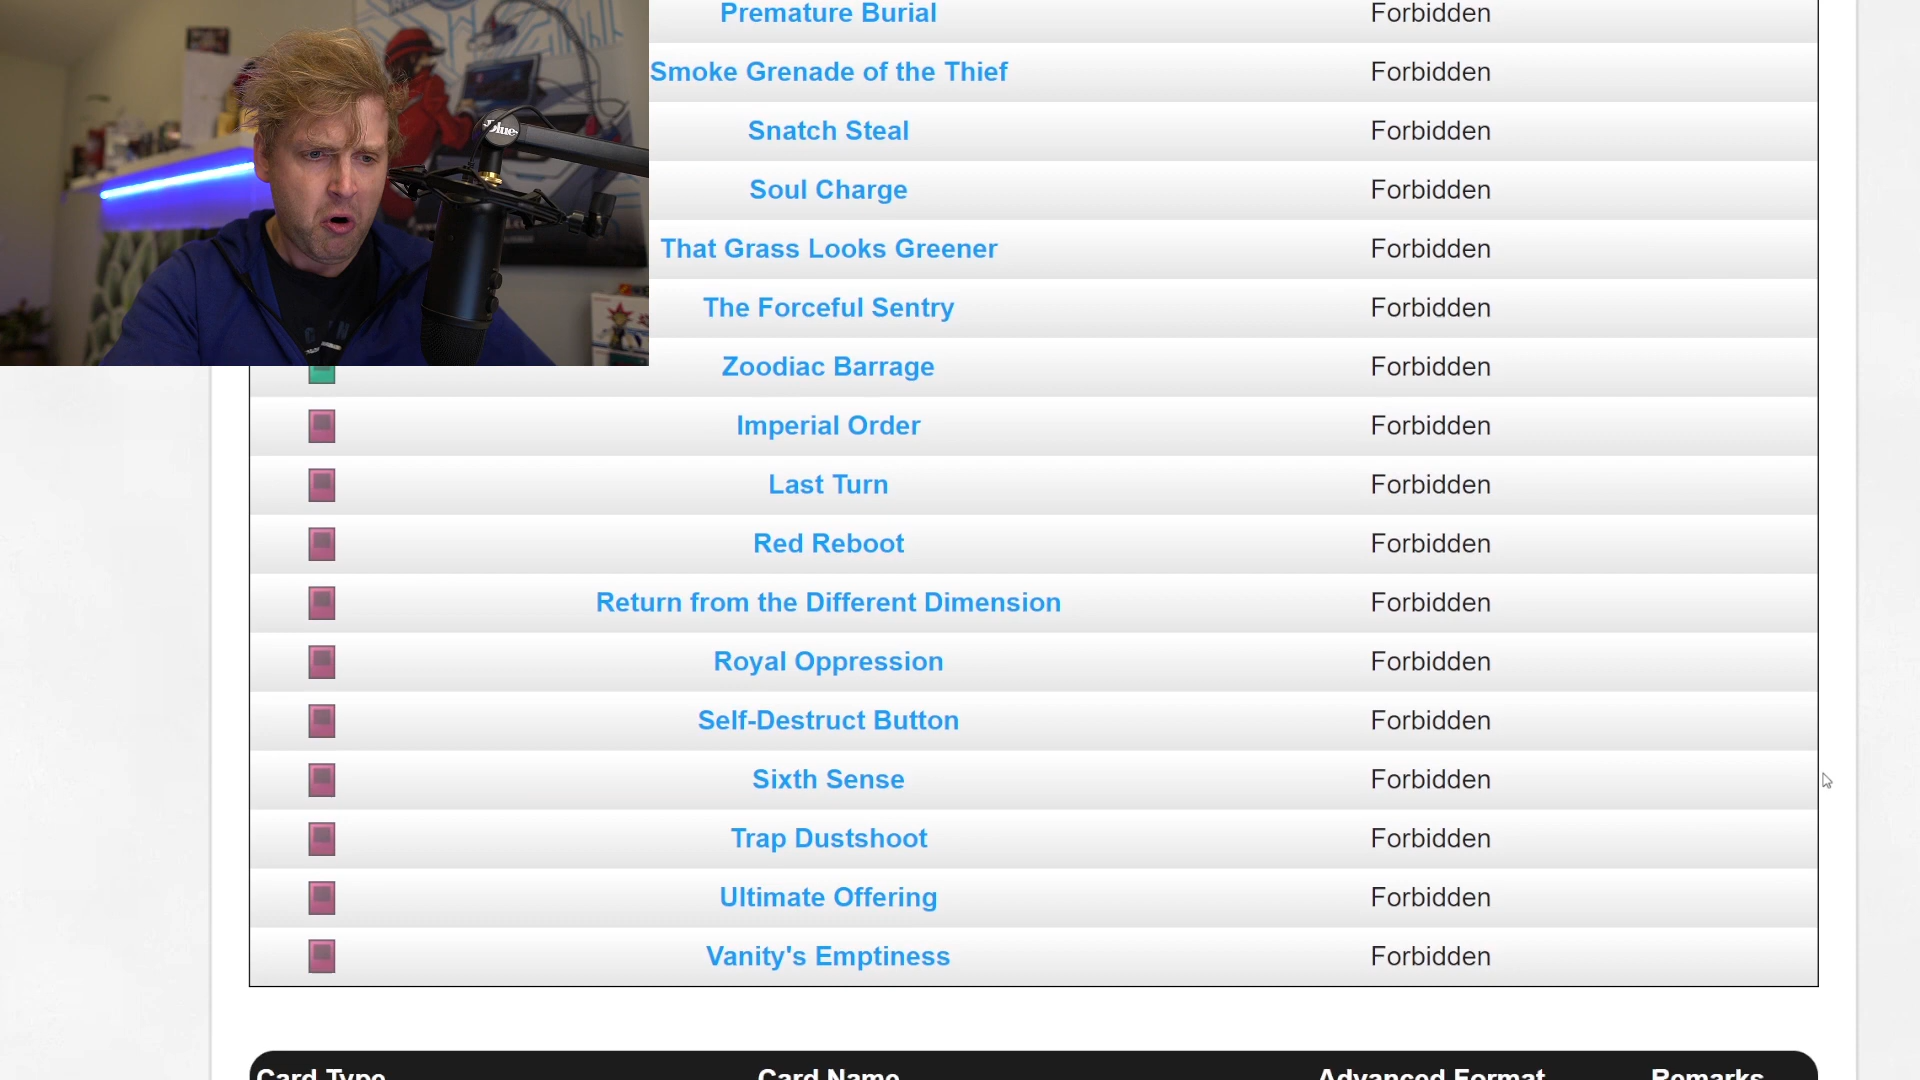 Premature Burial Forbidden
Smoke Grenade of the Thief Forbidden
Snatch Steal Forbidden
Soul Charge Forbidden
That Grass Looks Greener Forbidden
The Forceful Sentry Forbidden
Zoodiac Barrage Forbidden
Imperial Order Forbidden
Last Turn Forbidden
Red Reboot Forbidden
Return from the Different Dimension Forbidden
Royal Oppression Forbidden
Self-Destruct Button Forbidden
Sixth Sense Forbidden
Trap Dustshoot Forbidden
Ultimate Offering Forbidden
Vanity's Emptiness Forbidden
Card Type Card Name Advanced Format Remarks
Blue